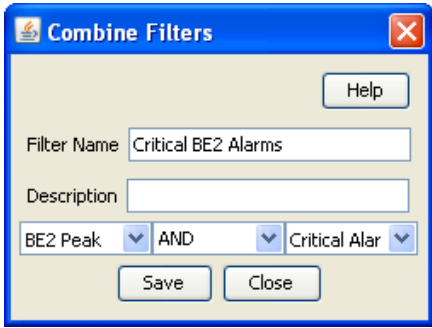 Combine Filters
Help
Filter Name Critical BE2 Alarms
Description
BE2 Peak AND Critical Alar
Save Close